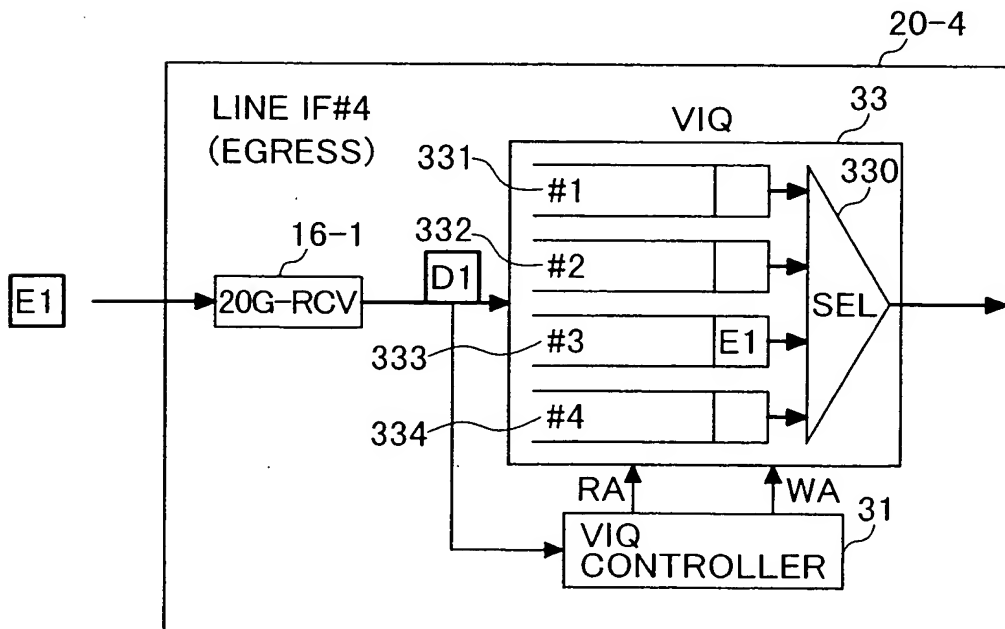 20-4
LINE IF#4
(EGRESS)
VIQ
33
331
#1
330
16-1
332
#2
E1
20G-RCV
D1
SEL
333
#3
E1
334
#4
RA
WA
31
VIQ
CONTROLLER